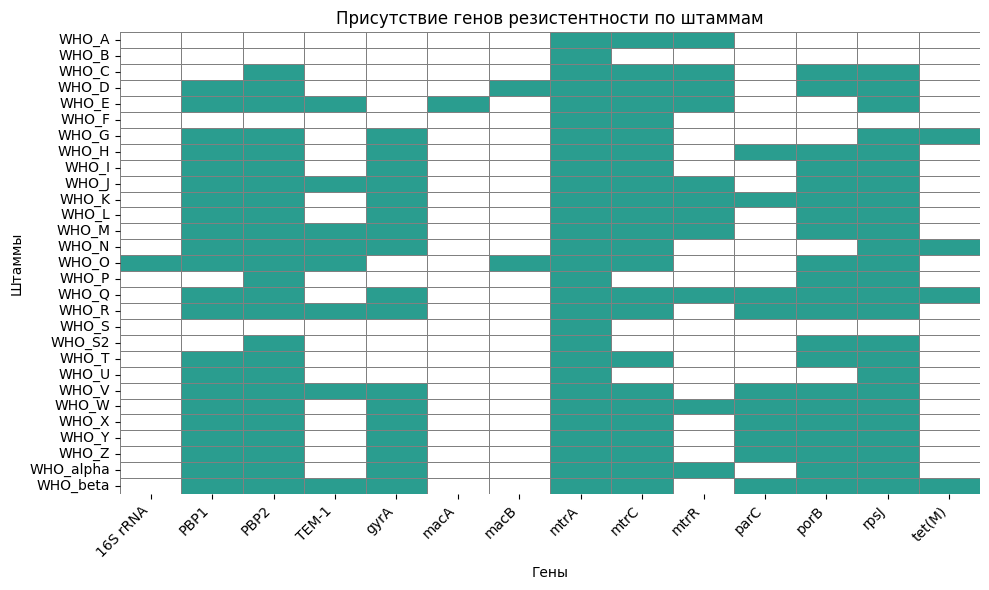 Присутствие генов резистентности по штаммам
WHO_A
WHO_B
WHO_C
WHO_D
WHO_E
WHO_F
WHO_G
WHO_H
WHO_I
WHO_J
WHO_K
WHO_L
WHO_M
WHO_N
WHO_O
WHO_P
WHO_Q
WHO_R
WHO_S
WHO_S2
WHO_T
WHO_U
WHO_V
WHO_W
WHO_X
WHO_Y
WHO_Z
WHO_alpha
WHO_beta
Штаммы
16S rRNA
PBP1
PBP2
TEM-1
gyrA
macA
macB
mtrA
mtrC
mtrR
parC
porB
rpsJ
tet(M)
Гены